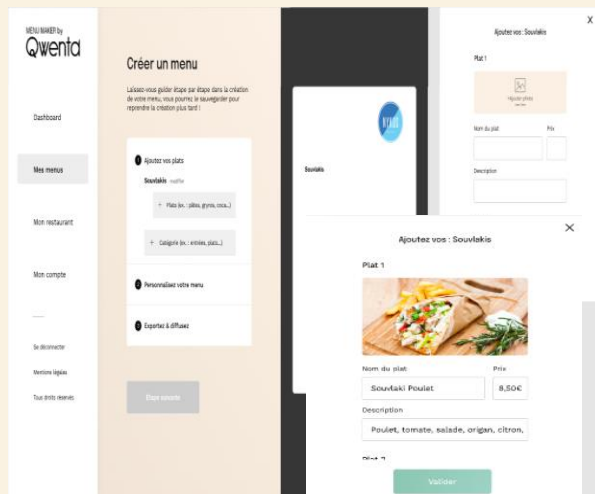 MENU MAKER by
Qwenta
Dashboard
Mes menus
Mon restaurant
Mon compte
Se déconnecter
Mentions légales
Tous droits réservés
Créer un menu
Laissez-vous guider étape par étape dans la création
de votre menu, vous pourrez le sauvegarder pour
reprendre la création plus tard !
1 Ajoutez vos plats
Souvlakis modifier
+ Plats (ex. : pâtes, gyros, coca...)
+ Catégorie (ex. : entrées, plats...)
Personnalisez votre menu
Exportez & diffusez
Étape suivante
Souvlakis
X
Ajoutez vos : Souvlakis
Plat 1
Ajouter photo
Nom du plat Prix
Description
Ajoutez vos : Souvlakis
Plat 1
Nom du plat Prix
Souvlaki Poulet 8,50€
Description
Poulet, tomate, salade, origan, citron,
Plat 2
Valider